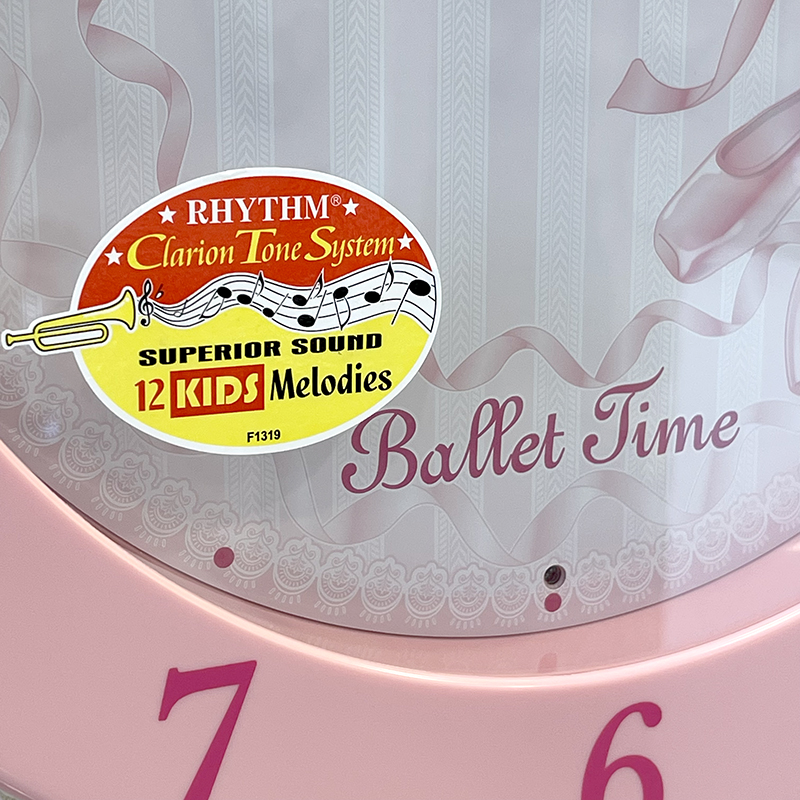 RHYTHM®
Clarion Tone System
SUPERIOR SOUND
12 KIDS Melodies
F1319
Ballet Time
7
6